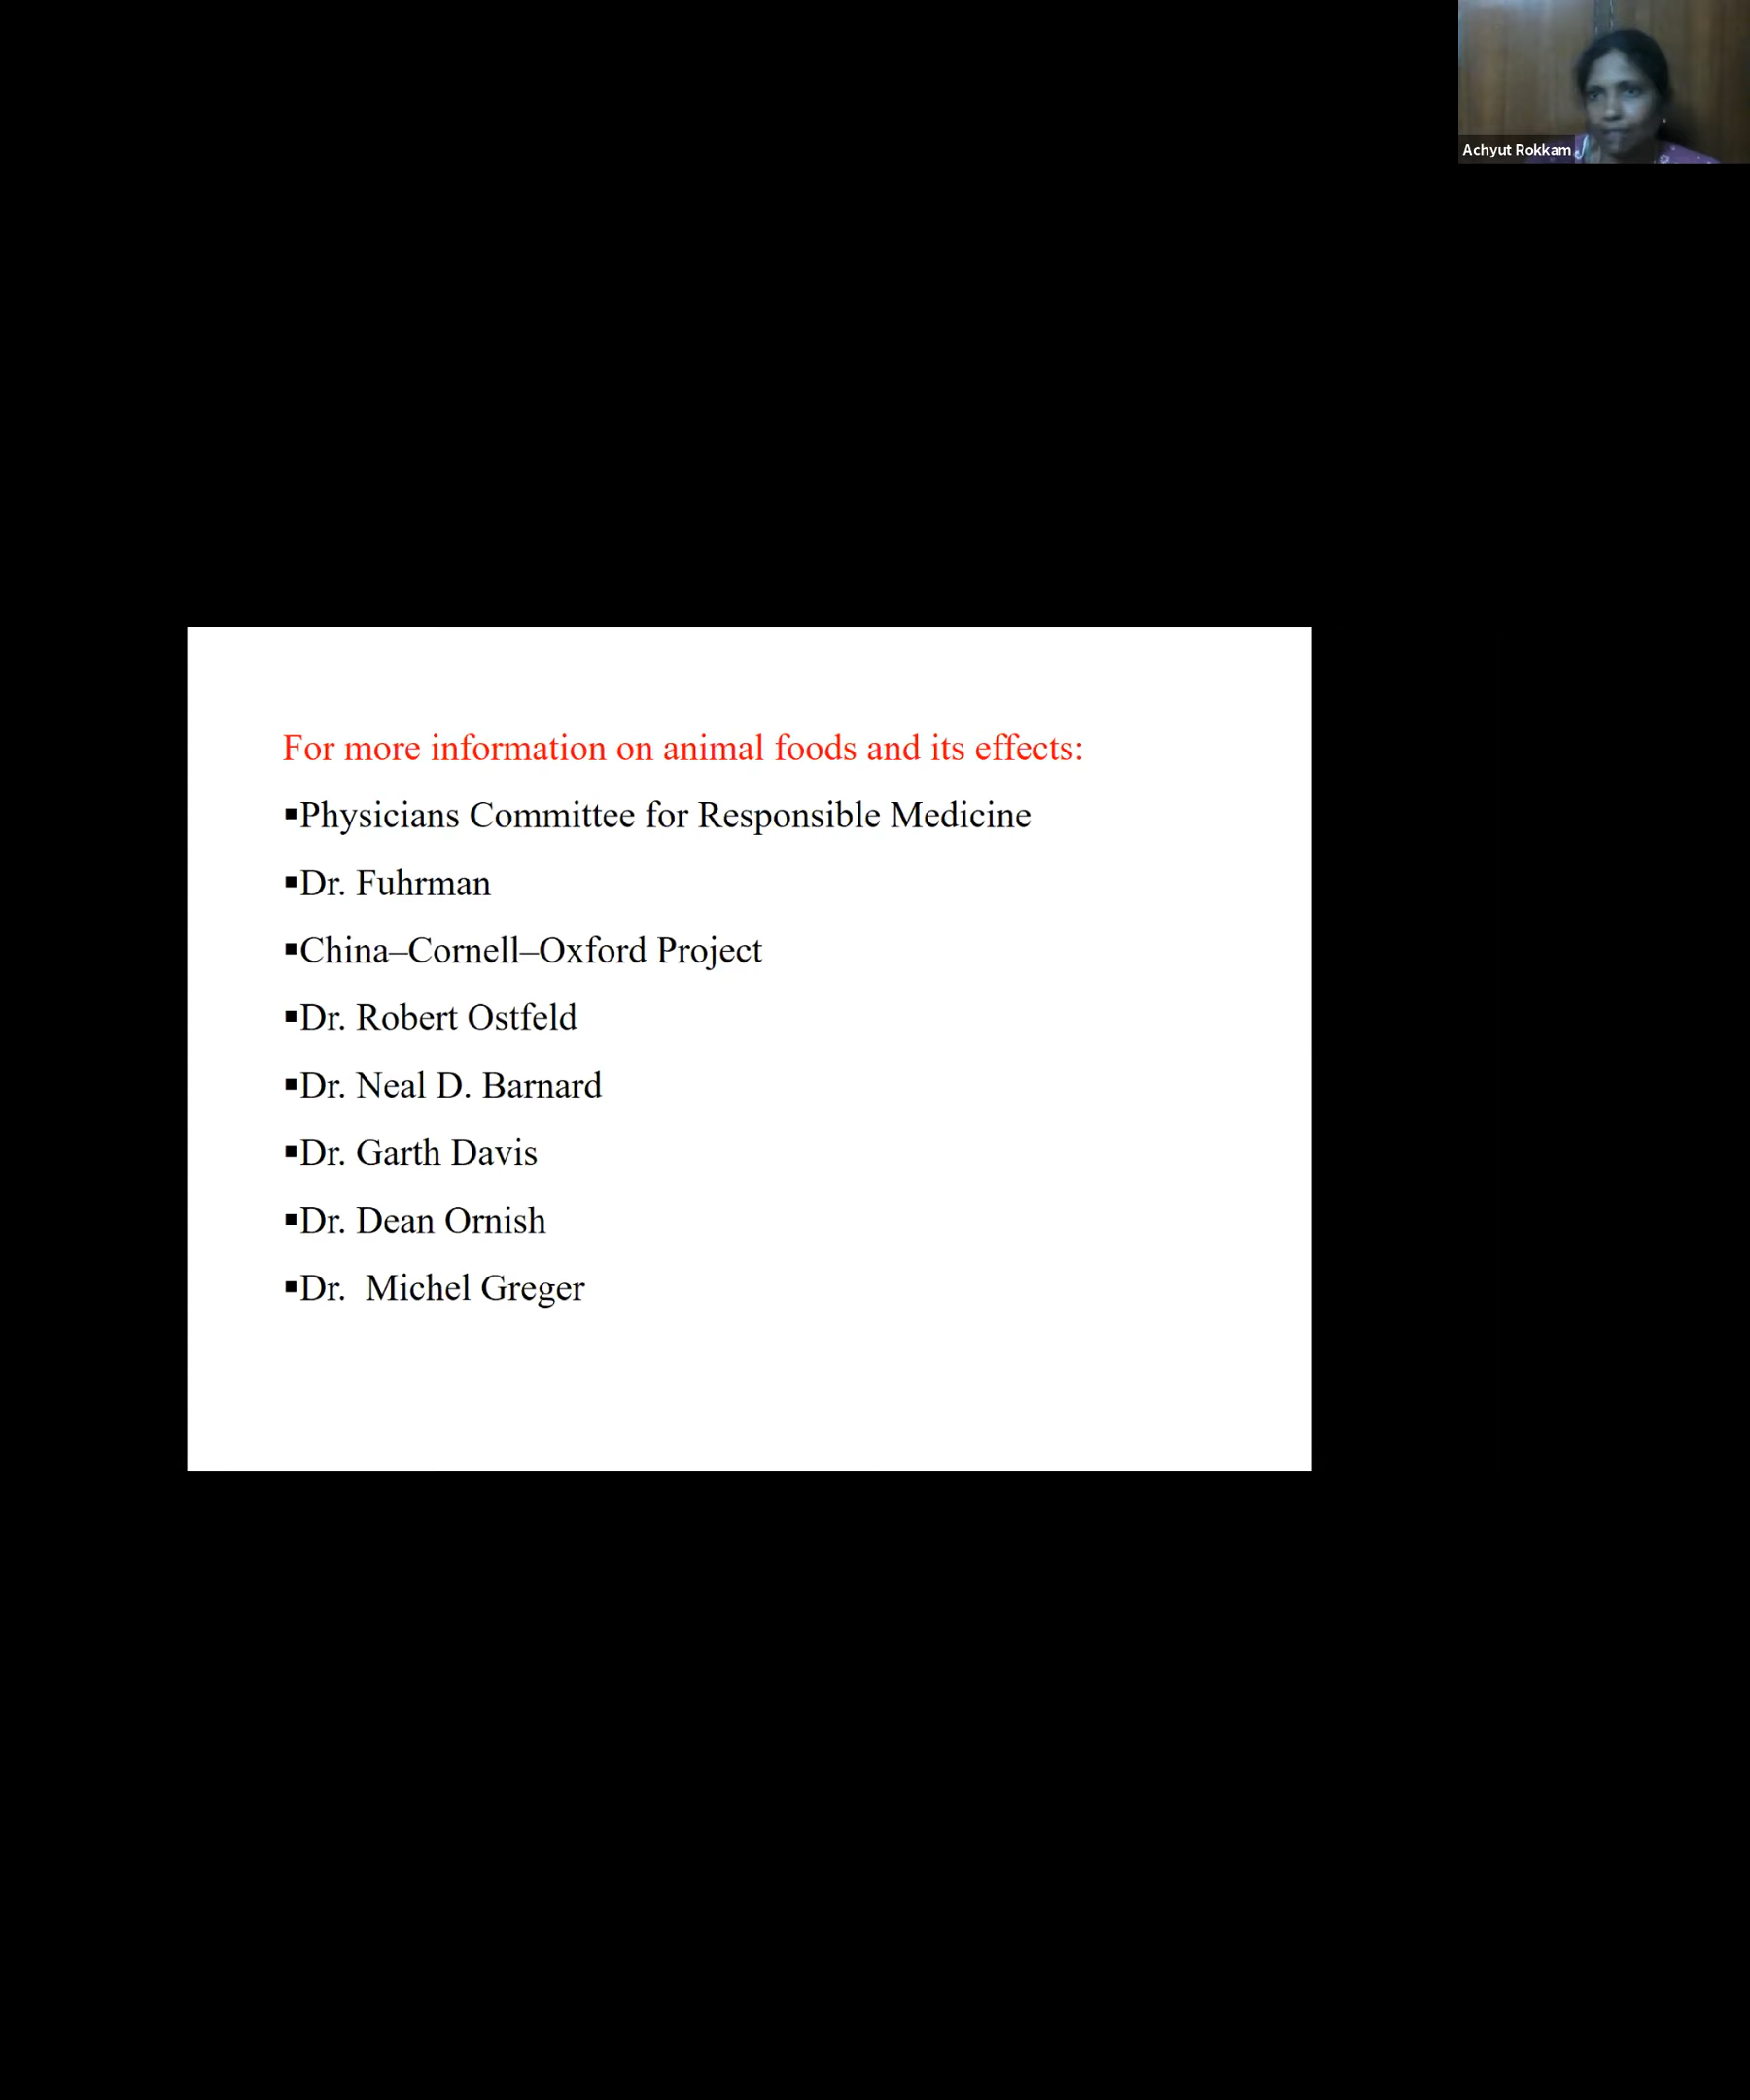 Achyut Rokkam
For more information on animal foods and its effects:
▪Physicians Committee for Responsible Medicine
▪Dr. Fuhrman
▪China–Cornell–Oxford Project
▪Dr. Robert Ostfeld
▪Dr. Neal D. Barnard
▪Dr. Garth Davis
▪Dr. Dean Ornish
▪Dr.  Michel Greger